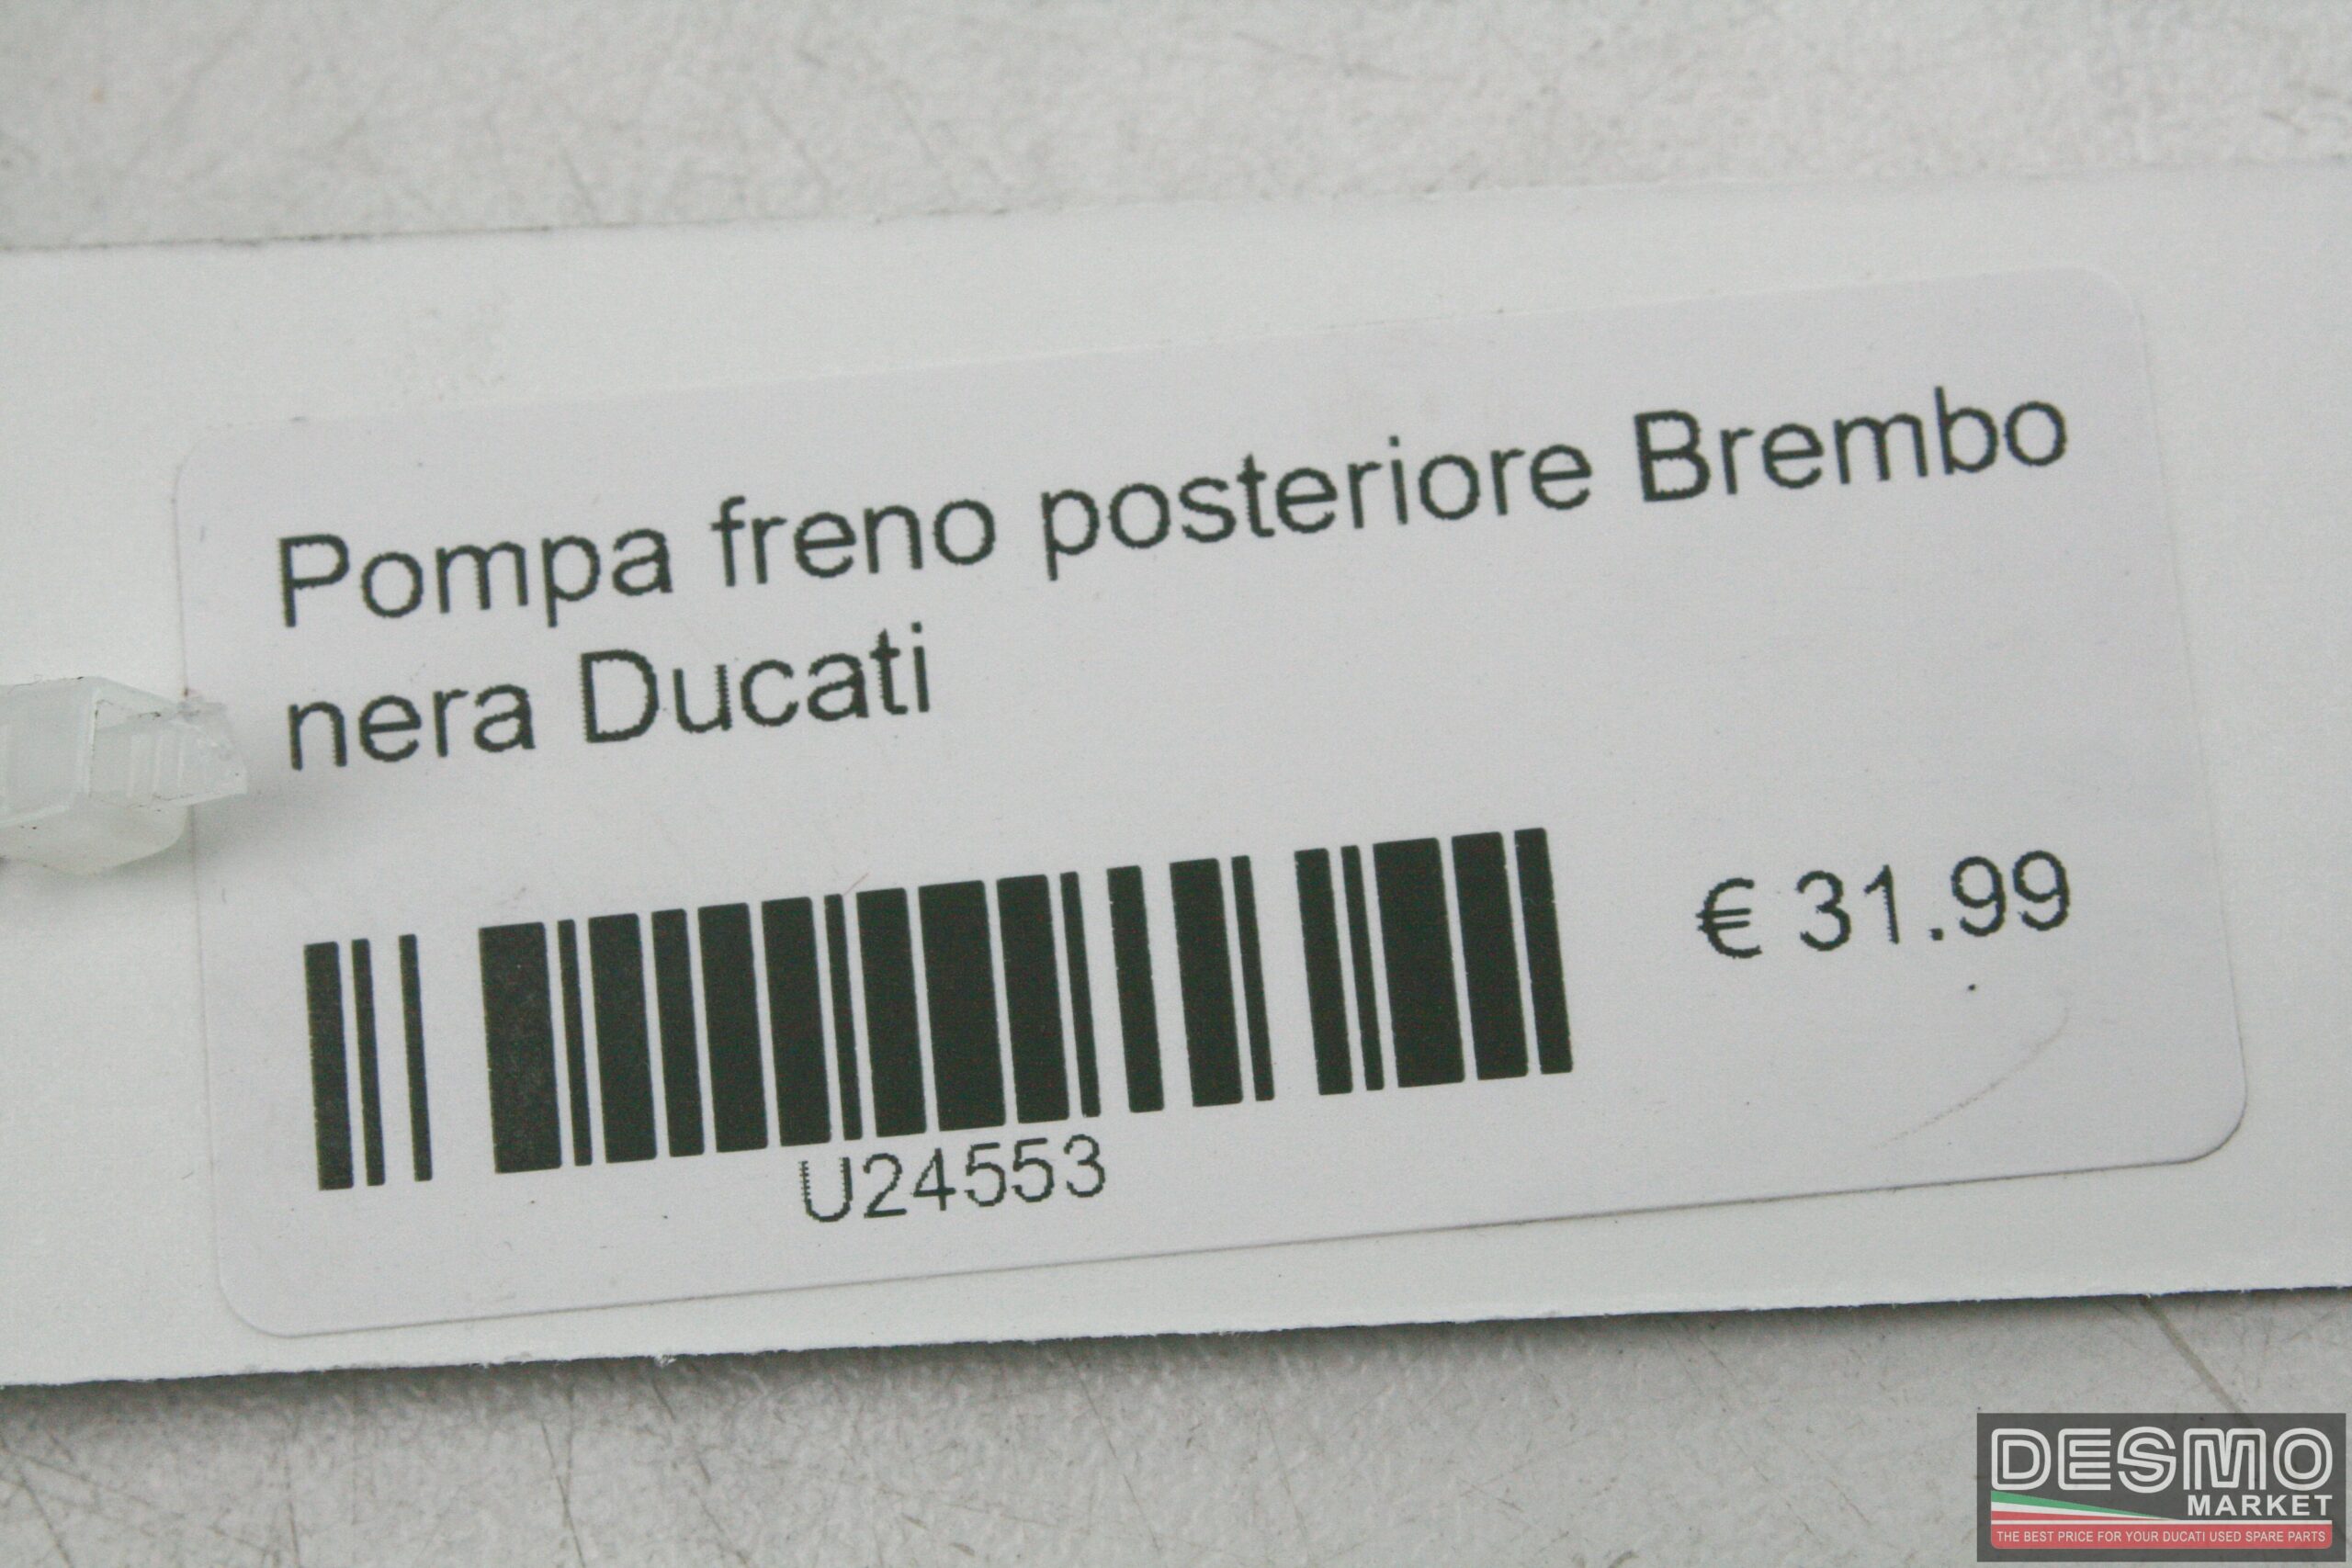 Pompa freno posteriore Brembo
nera Ducati
€ 31.99
U24553
DESMO
MARKET
THE BEST PRICE FOR YOUR DUCATI USED SPARE PARTS